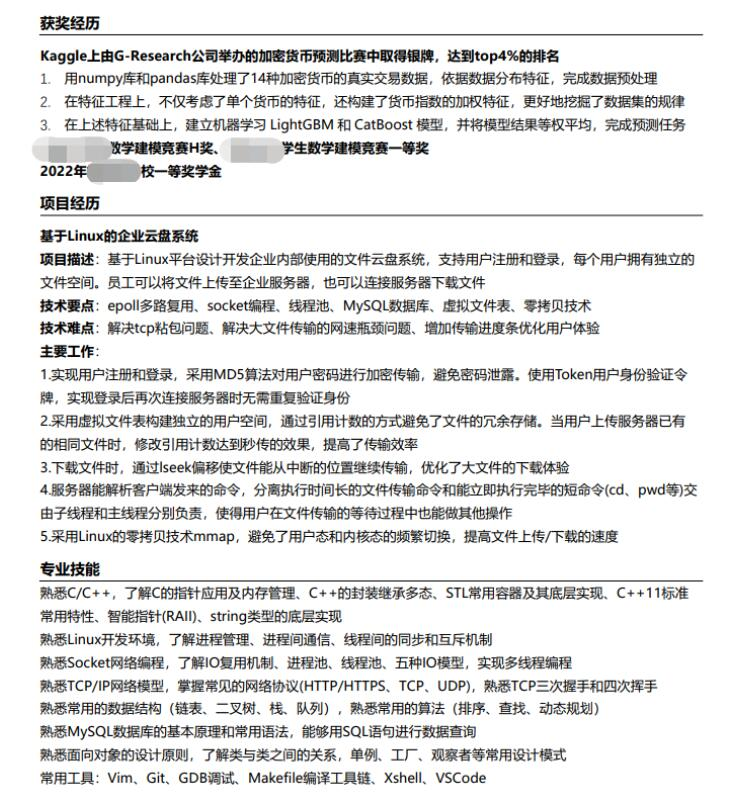 获奖经历
Kaggle上由G-Research公司举办的加密货币预测比赛中取得银牌，达到top4%的排名
1. 用numpy库和pandas库处理了14种加密货币的真实交易数据，依据数据分布特征，完成数据预处理
2. 在特征工程上，不仅考虑了单个货币的特征，还构建了货币指数的加权特征，更好地挖掘了数据集的规律
3. 在上述特征基础上，建立机器学习 LightGBM 和 CatBoost 模型，并将模型结果等权平均，完成预测任务
数学建模竞赛H奖、学生数学建模竞赛一等奖
2022年校一等奖学金
项目经历
基于Linux的企业云盘系统
项目描述：基于Linux平台设计开发企业内部使用的文件云盘系统，支持用户注册和登录，每个用户拥有独立的
文件空间。员工可以将文件上传至企业服务器，也可以连接服务器下载文件
技术要点：epoll多路复用、socket编程、线程池、MySQL数据库、虚拟文件表、零拷贝技术
技术难点：解决tcp粘包问题、解决大文件传输的网速瓶颈问题、增加传输进度条优化用户体验
主要工作：
1.实现用户注册和登录，采用MD5算法对用户密码进行加密传输，避免密码泄露。使用Token用户身份验证令
牌，实现登录后再次连接服务器时无需重复验证身份
2.采用虚拟文件表构建独立的用户空间，通过引用计数的方式避免了文件的冗余存储。当用户上传服务器已有
的相同文件时，修改引用计数达到秒传的效果，提高了传输效率
3.下载文件时，通过lseek偏移使文件能从中断的位置继续传输，优化了大文件的下载体验
4.服务器能解析客户端发来的命令，分离执行时间长的文件传输命令和能立即执行完毕的短命令(cd、pwd等)交
由子线程和主线程分别负责，使得用户在文件传输的等待过程中也能做其他操作
5.采用Linux的零拷贝技术mmap，避免了用户态和内核态的频繁切换，提高文件上传/下载的速度
专业技能
熟悉C/C++，了解C的指针应用及内存管理、C++的封装继承多态、STL常用容器及其底层实现、C++11标准
常用特性、智能指针(RAII)、string类型的底层实现
熟悉Linux开发环境，了解进程管理、进程间通信、线程间的同步和互斥机制
熟悉Socket网络编程，了解IO复用机制、进程池、线程池、五种IO模型，实现多线程编程
熟悉TCP/IP网络模型，掌握常见的网络协议(HTTP/HTTPS、TCP、UDP)，熟悉TCP三次握手和四次挥手
熟悉常用的数据结构（链表、二叉树、栈、队列），熟悉常用的算法（排序、查找、动态规划）
熟悉MySQL数据库的基本原理和常用语法，能够用SQL语句进行数据查询
熟悉面向对象的设计原则，了解类与类之间的关系，单例、工厂、观察者等常用设计模式
常用工具：Vim、Git、GDB调试、Makefile编译工具链、Xshell、VSCode